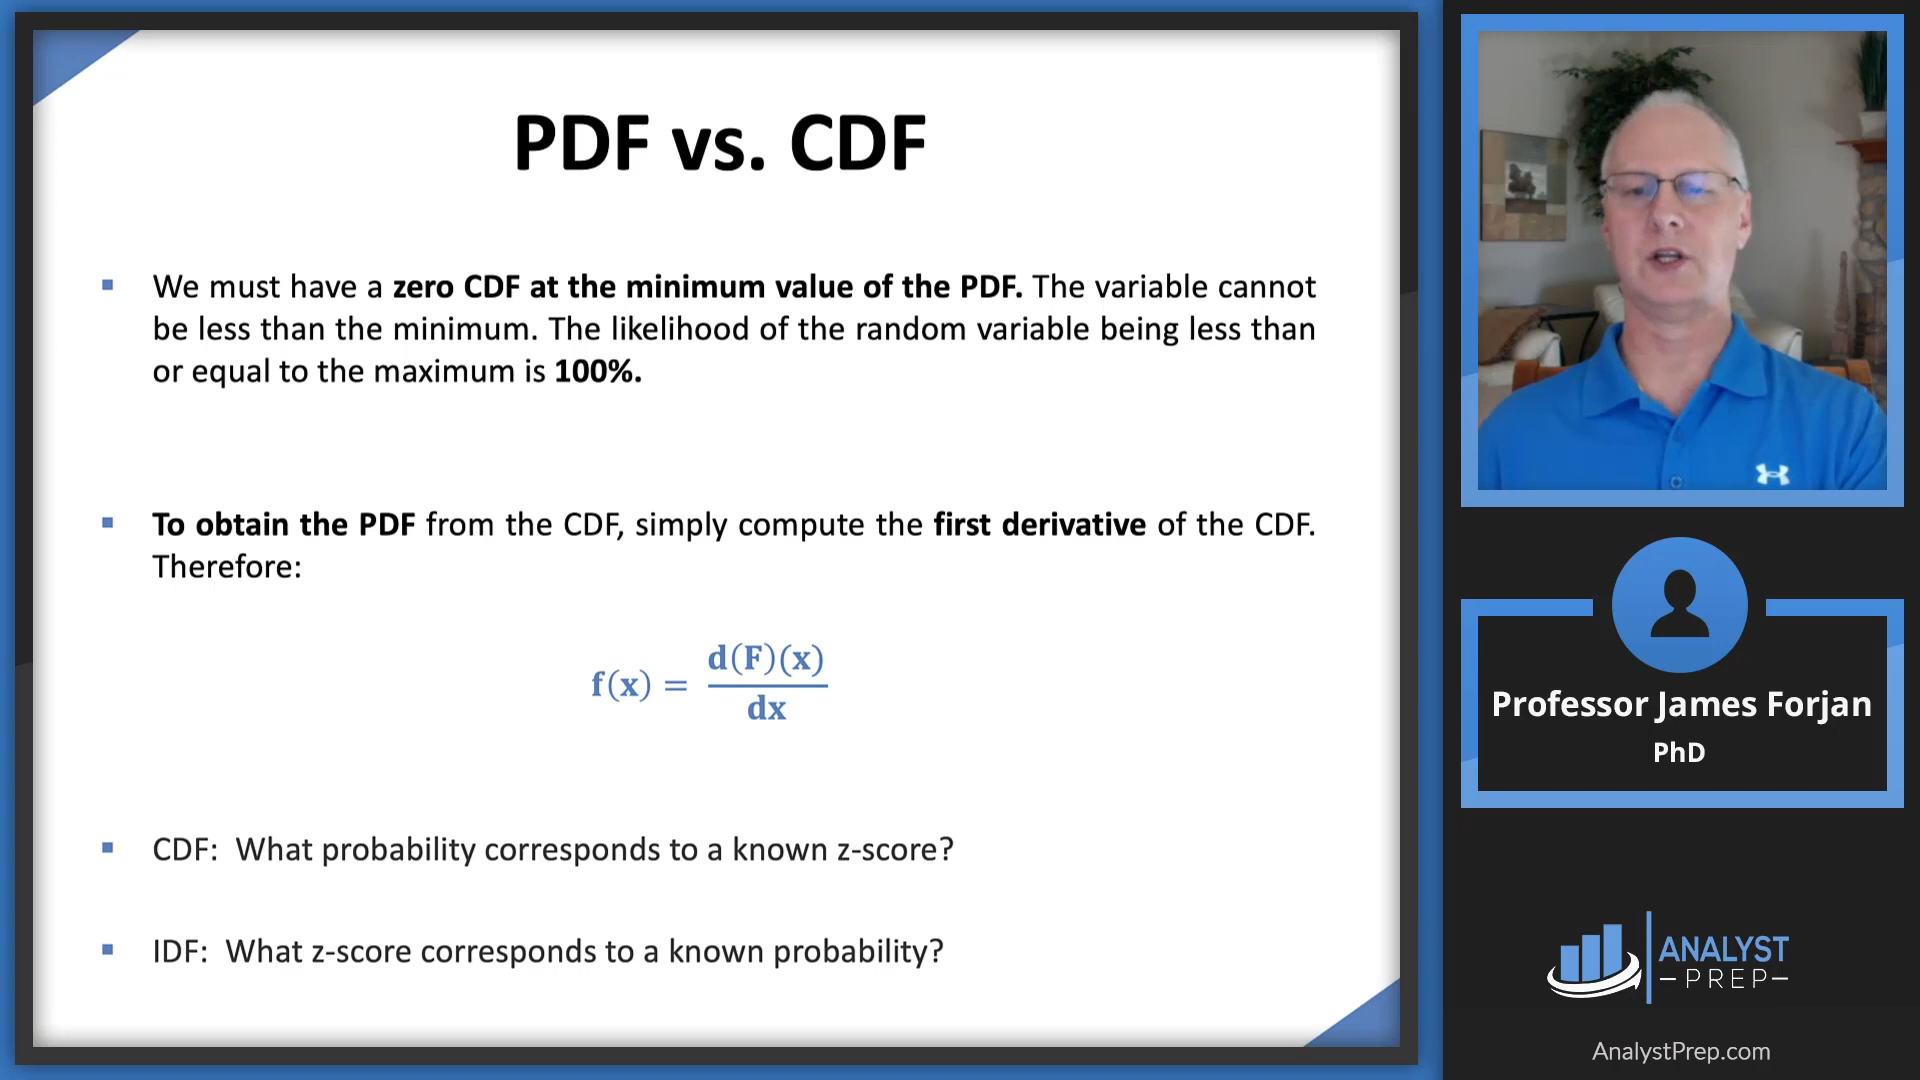 PDF vs. CDF
▪ We must have a zero CDF at the minimum value of the PDF. The variable cannot
be less than the minimum. The likelihood of the random variable being less than
or equal to the maximum is 100%.
▪ To obtain the PDF from the CDF, simply compute the first derivative of the CDF.
Therefore:
f(x) = d(F)(x) / dx
▪ CDF: What probability corresponds to a known z-score?
▪ IDF: What z-score corresponds to a known probability?
Professor James Forjan
PhD
ANALYST
PREP
AnalystPrep.com